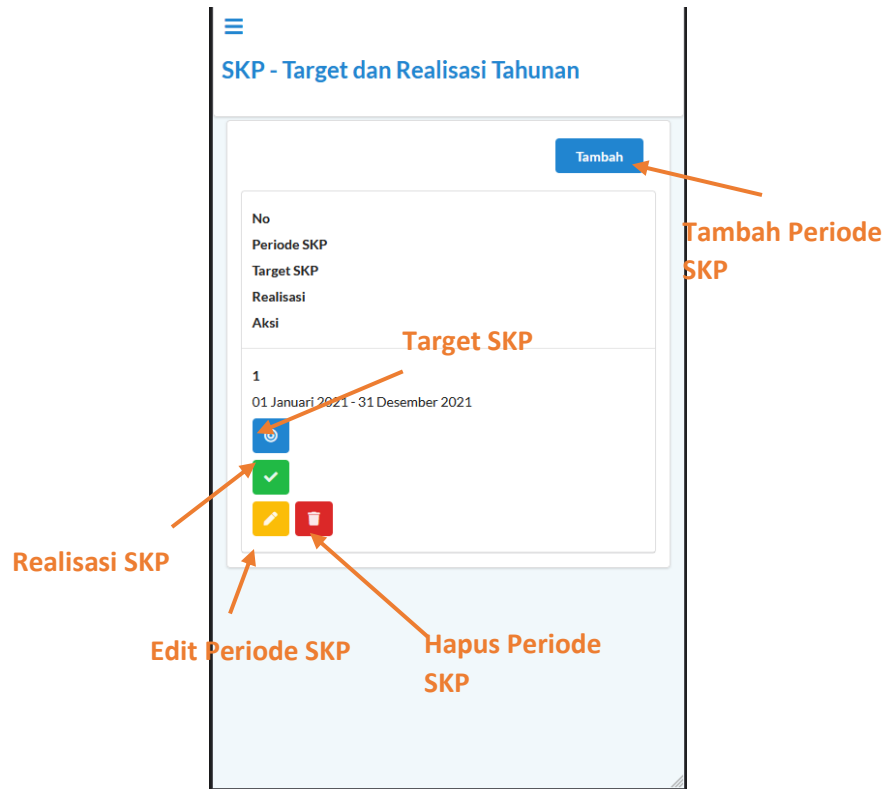 SKP - Target dan Realisasi Tahunan
Tambah
Tambah Periode
SKP
No
Periode SKP
Target SKP
Realisasi
Aksi
Target SKP
1
01 Januari 2021 - 31 Desember 2021
Realisasi SKP
Edit Periode SKP
Hapus Periode
SKP